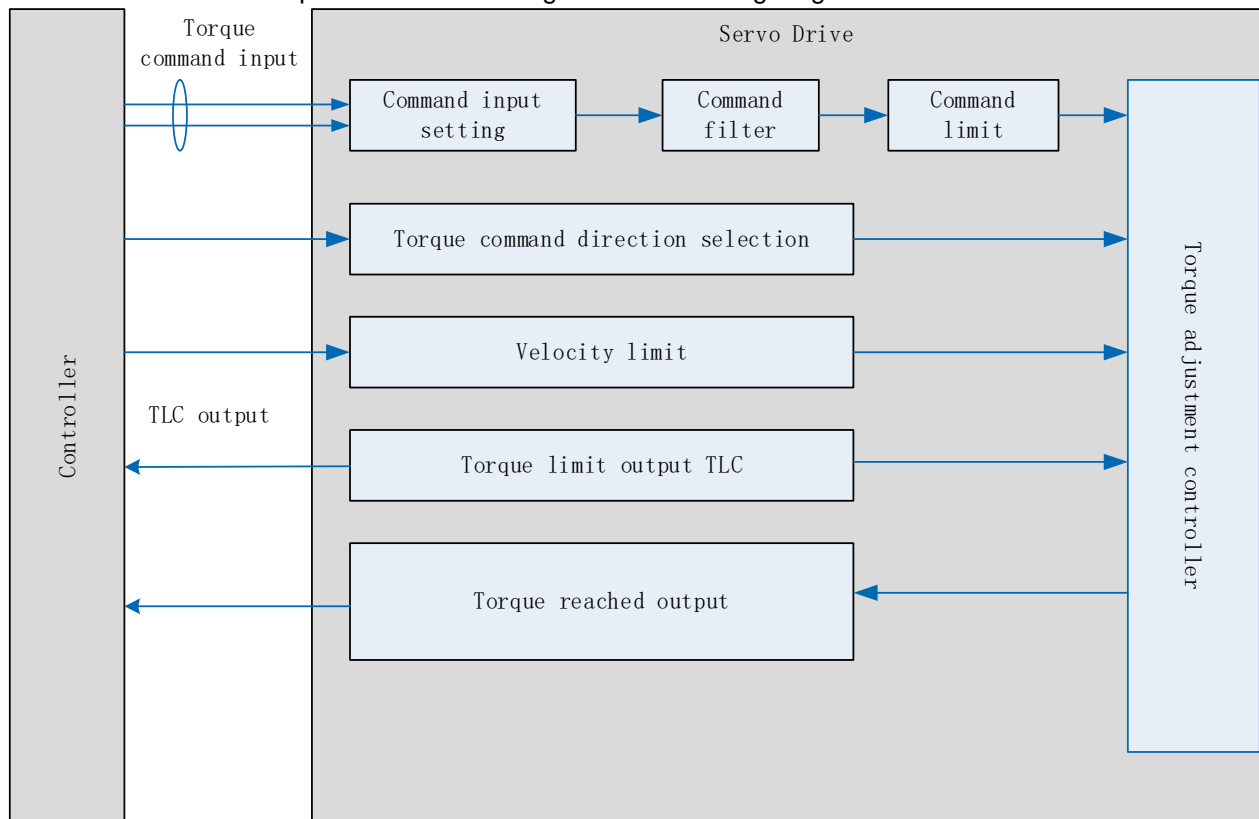 Servo Drive
Torque
command input
Command input
setting
Command
filter
Command
limit
Torque command direction selection
Velocity limit
TLC output
Torque limit output TLC
Torque reached output
Controller
Torque adjustment controller